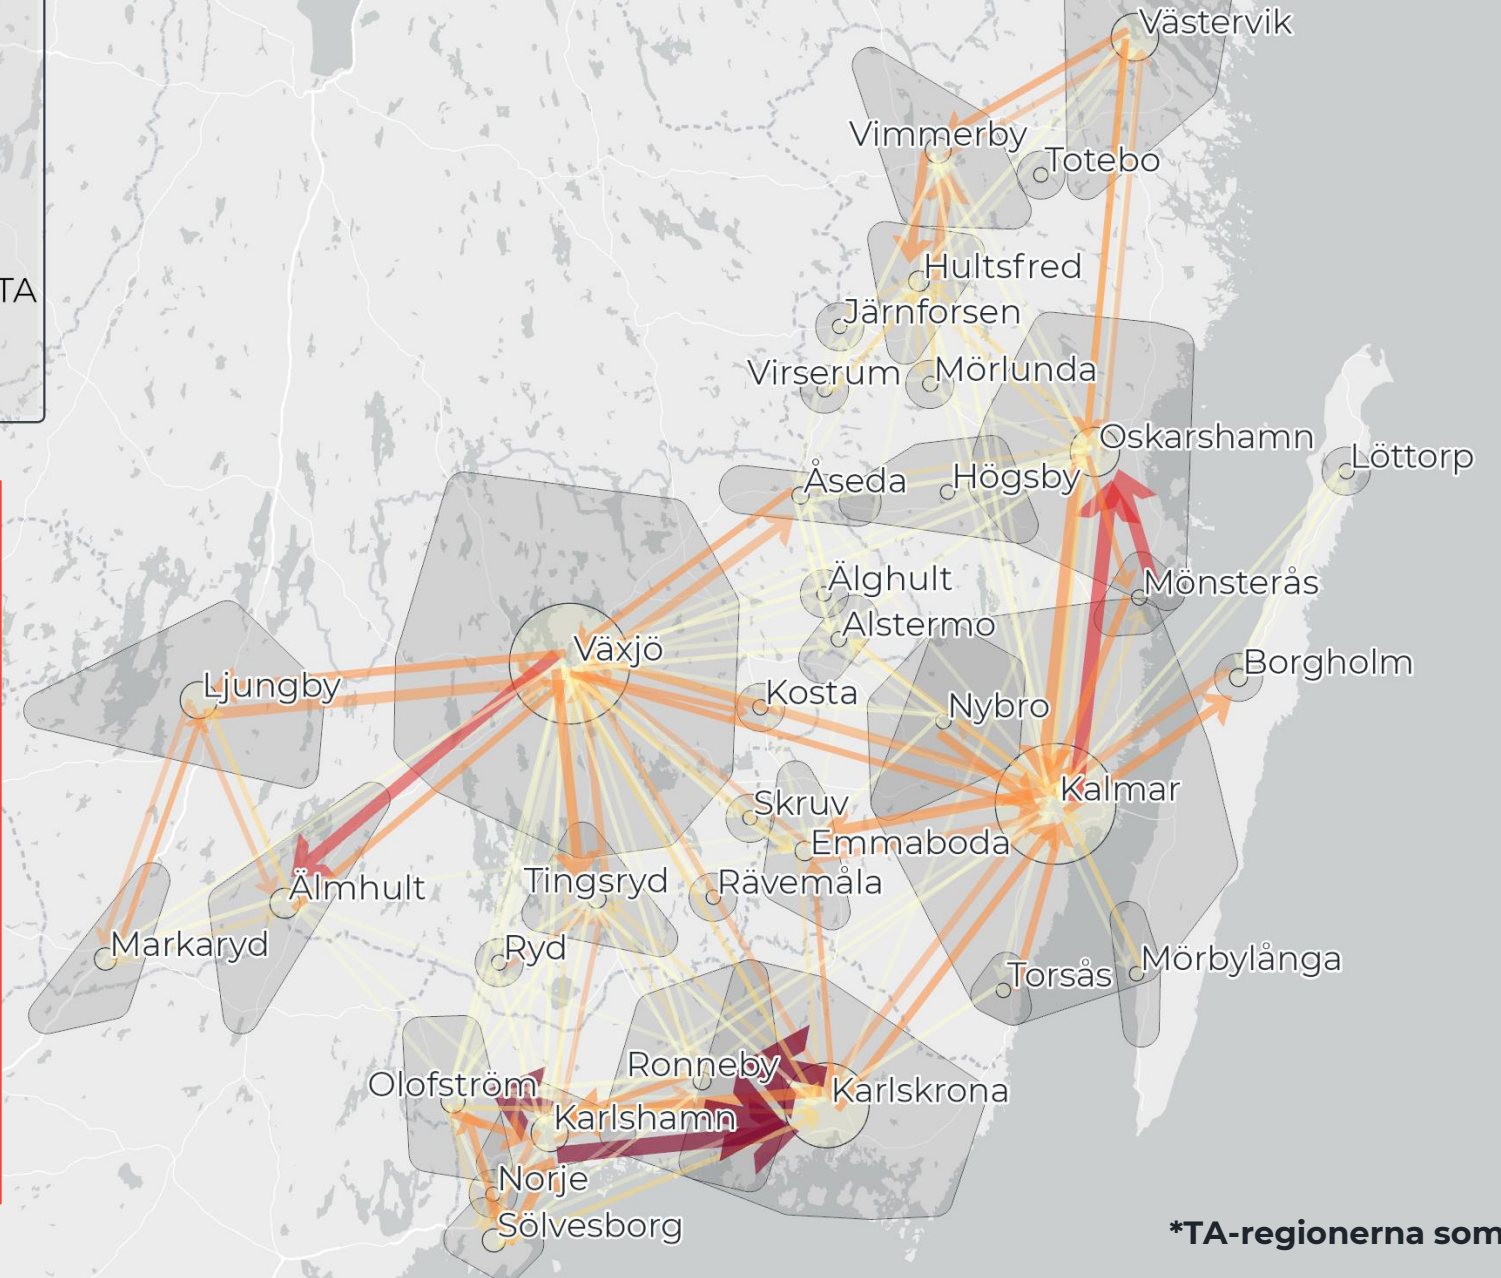 Västervik
Vimmerby
Totebo
Hultsfred
TA
Järnforsen
Virserum
Mörlunda
Oskarshamn
Löttorp
Åseda
Högsby
Älghult
Mönsterås
Alstermo
Växjö
Borgholm
Ljungby
Kosta
Nybro
Kalmar
Skruv
Emmaboda
Tingsryd
Rävemåla
Älmhult
Markaryd
Ryd
Mörbylånga
Torsås
Ronneby
Olofström
Karlskrona
Karlshamn
Norje
Sölvesborg
*TA-regionerna som